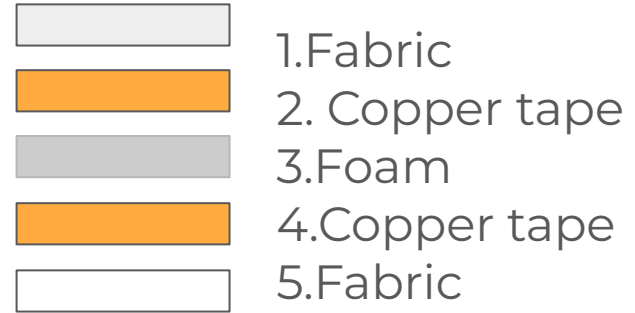 1.Fabric
2. Copper tape
3.Foam
4.Copper tape
5.Fabric